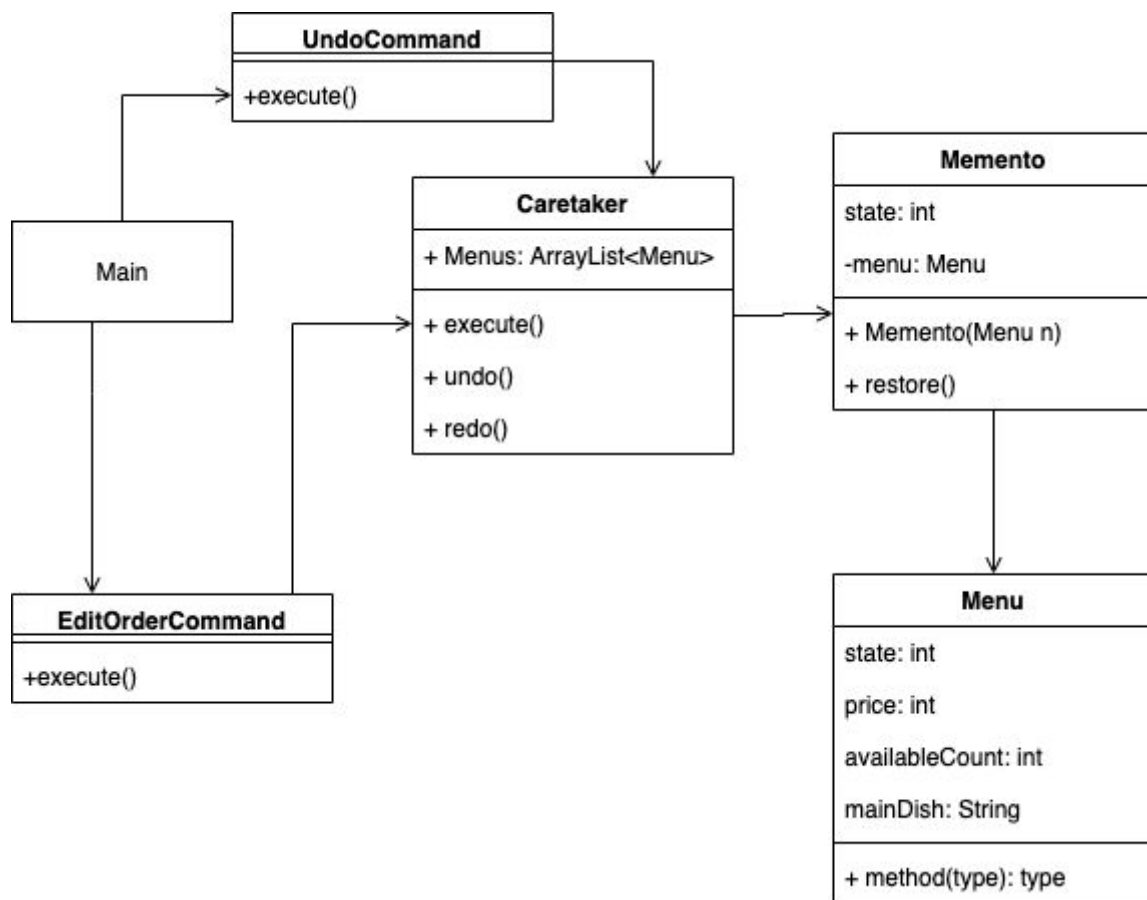 UndoCommand
+execute()
Main
Caretaker
+ Menus: ArrayList<Menu>
+ execute()
+ undo()
+ redo()
Memento
state: int
-menu: Menu
+ Memento(Menu n)
+ restore()
EditOrderCommand
+execute()
Menu
state: int
price: int
availableCount: int
mainDish: String
+ method(type): type